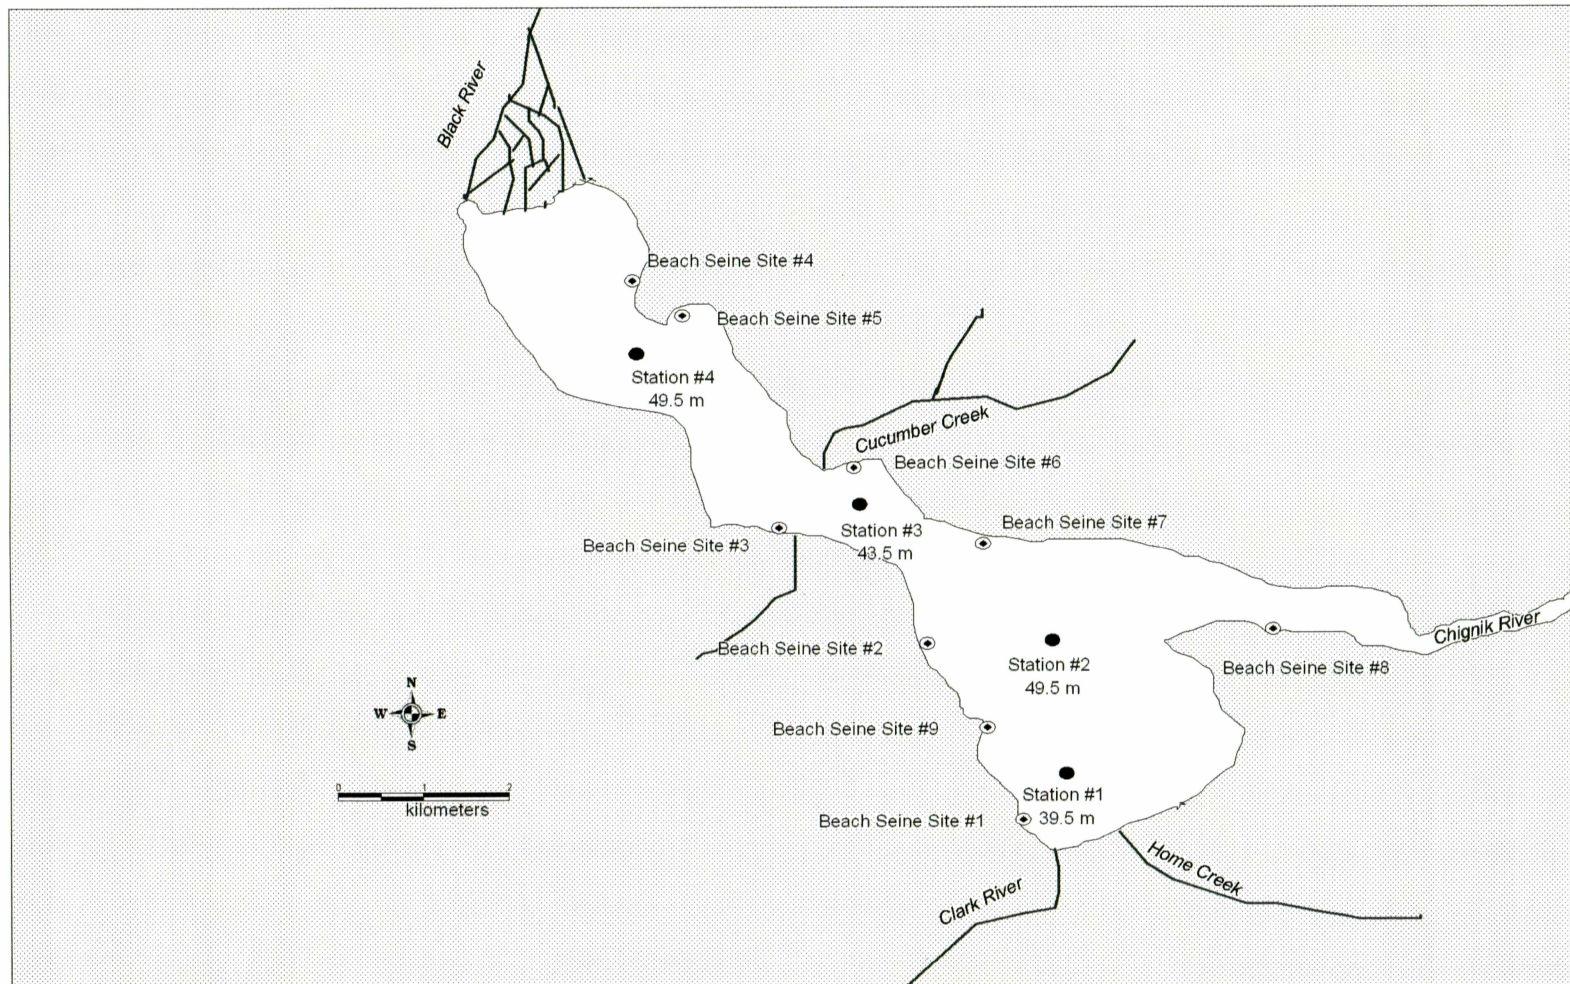 Black River
Beach Seine Site #4
Beach Seine Site #5
Station #4
49.5 m
Cucumber Creek
Beach Seine Site #6
Beach Seine Site #7
Station #3
43.5 m
Beach Seine Site #3
Chignik River
Beach Seine Site #2
Station #2
49.5 m
Beach Seine Site #8
N
W
E
S
Beach Seine Site #9
0
1
2
kilometers
Station #1
39.5 m
Beach Seine Site #1
Home Creek
Clark River